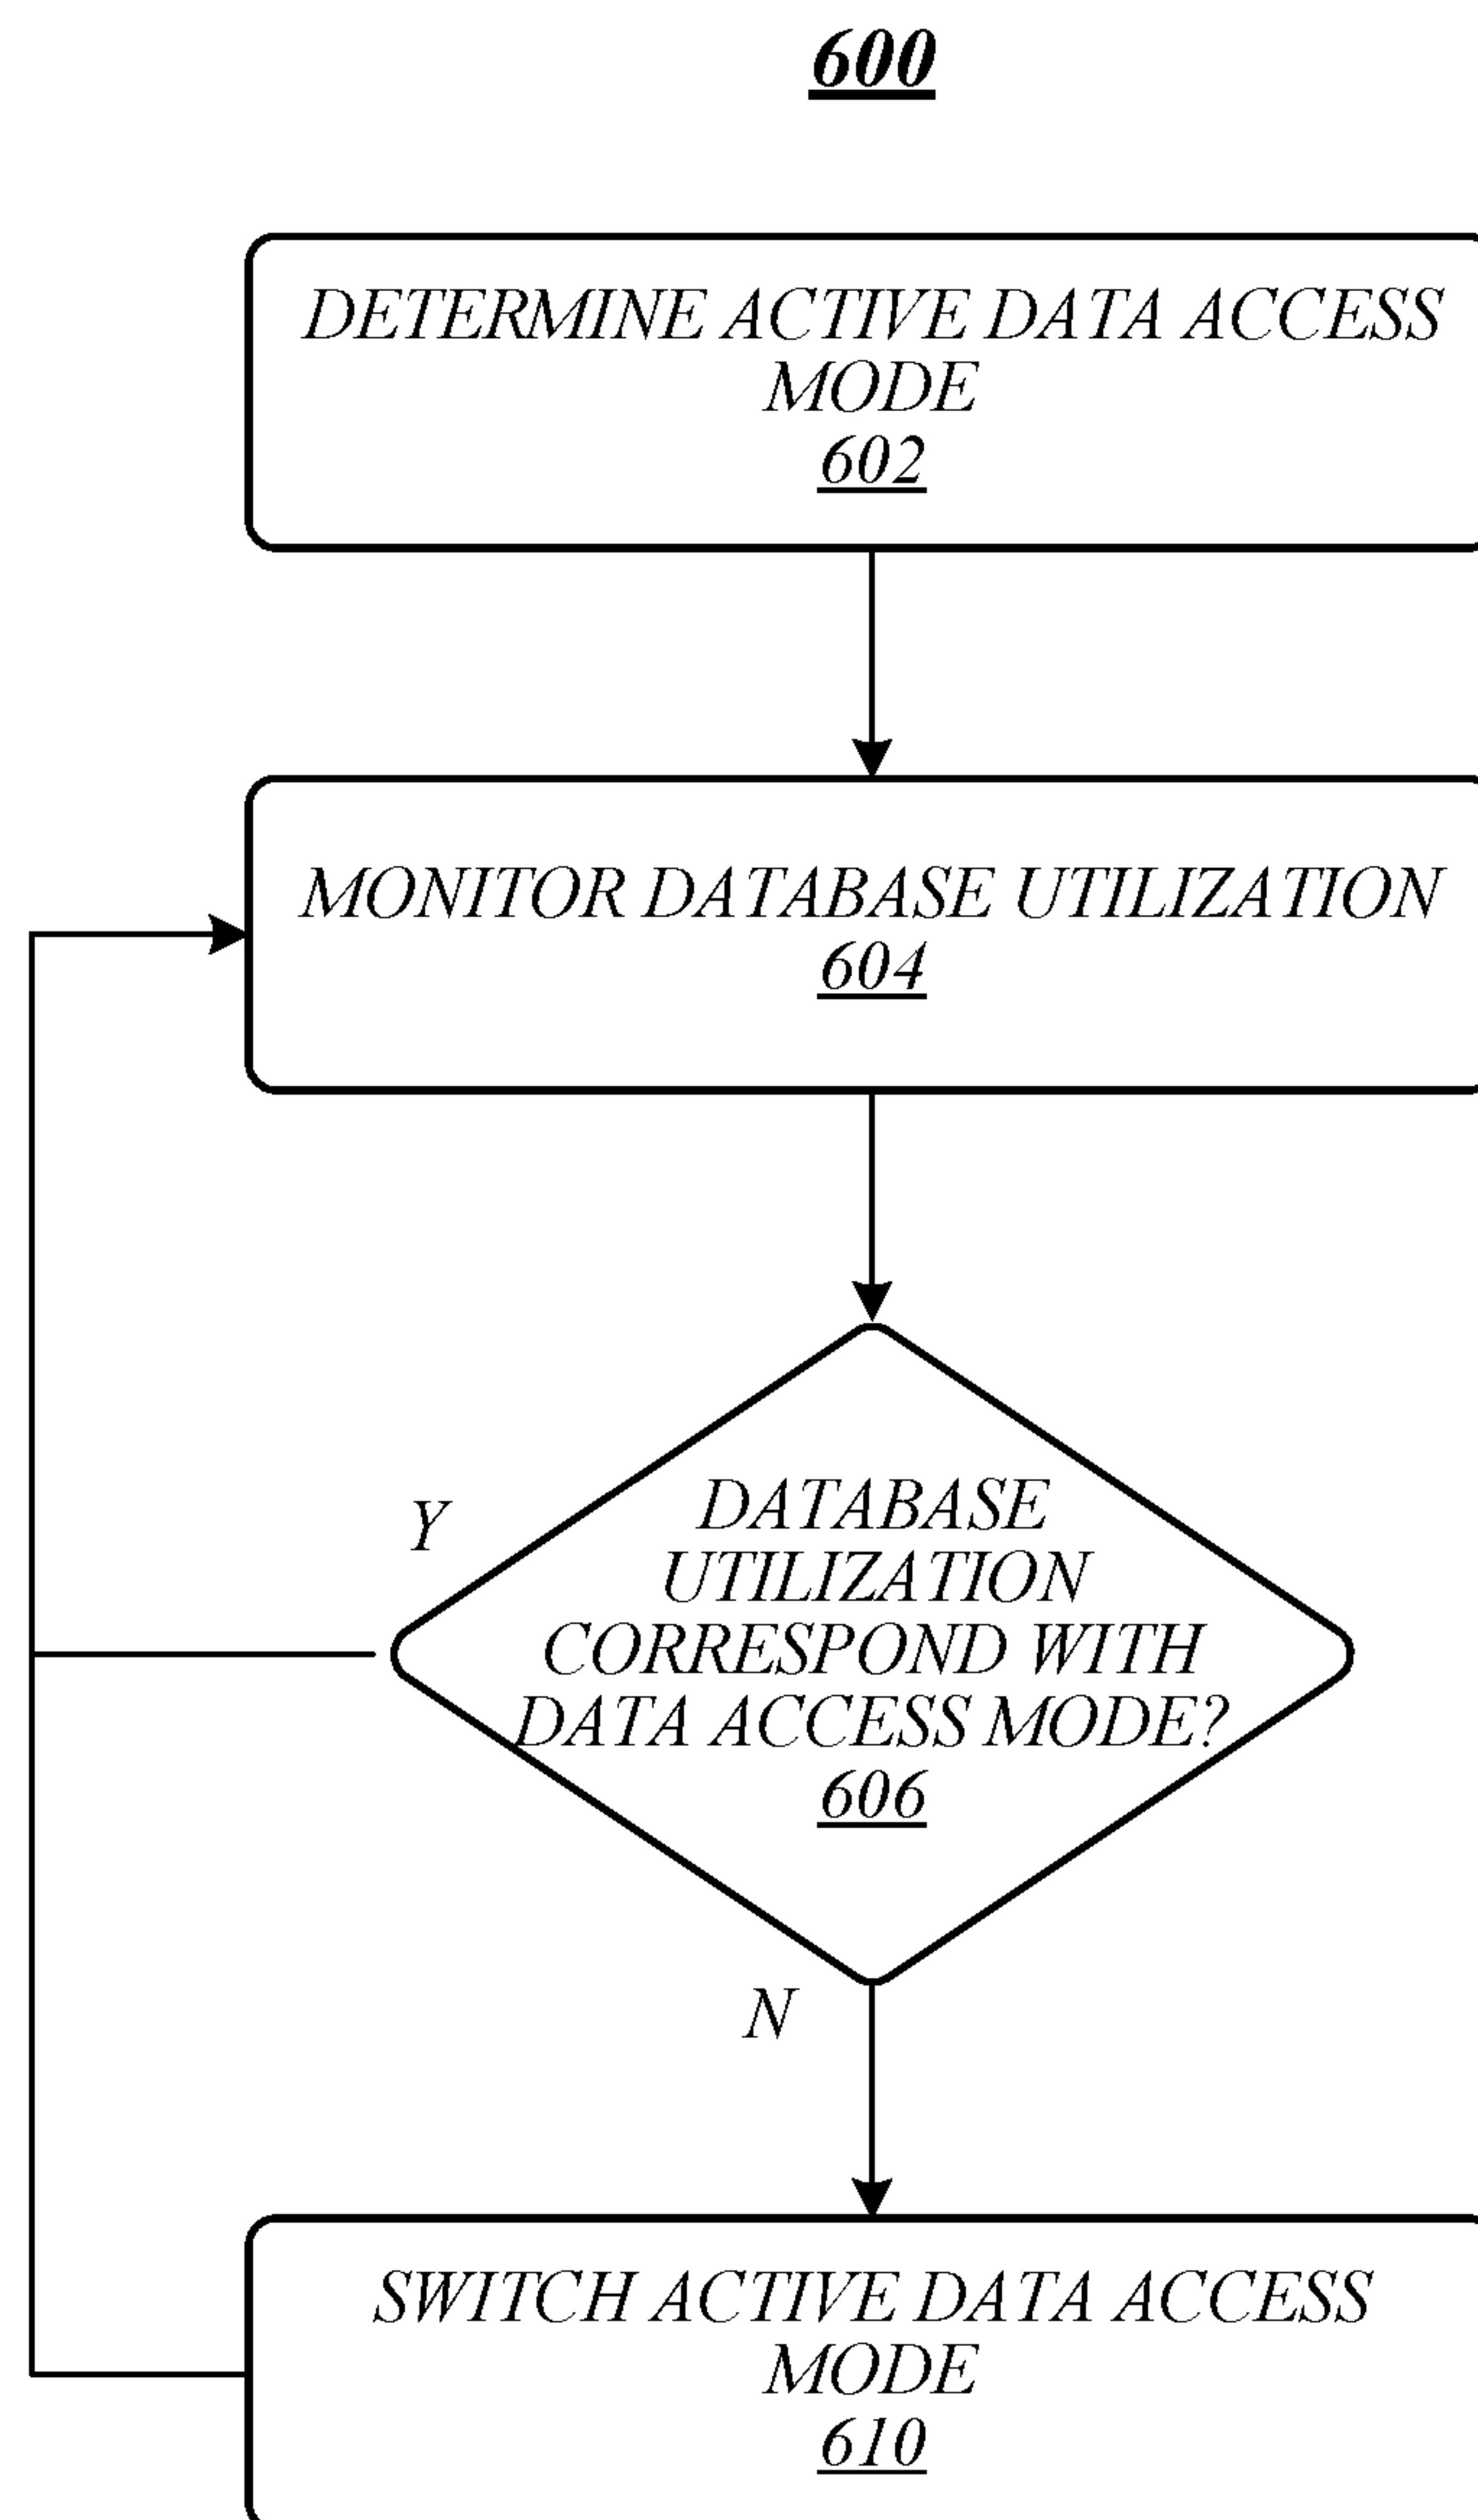 600
DETERMINE ACTIVE DATA ACCESS
MODE
602
MONITOR DATABASE UTILIZATION
604
Y
DATABASE
UTILIZATION
CORRESPOND WITH
DATA ACCESS MODE?
606
N
SWITCH ACTIVE DATA ACCESS
MODE
610